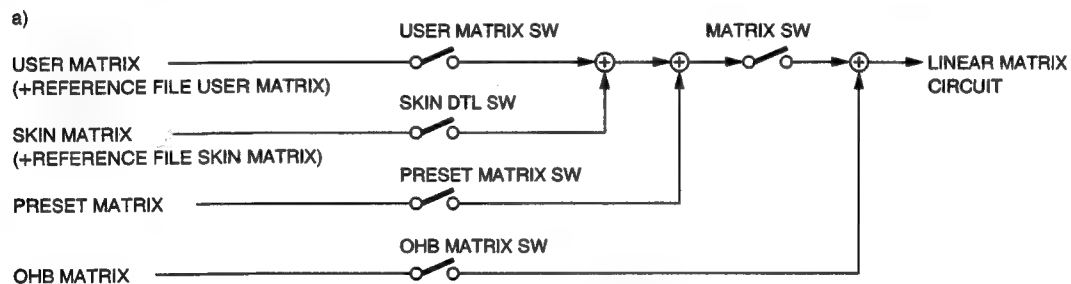 a)
USER MATRIX SW
MATRIX SW
USER MATRIX
(+REFERENCE FILE USER MATRIX)
LINEAR MATRIX
CIRCUIT
SKIN DTL SW
SKIN MATRIX
(+REFERENCE FILE SKIN MATRIX)
PRESET MATRIX SW
PRESET MATRIX
OHB MATRIX SW
OHB MATRIX